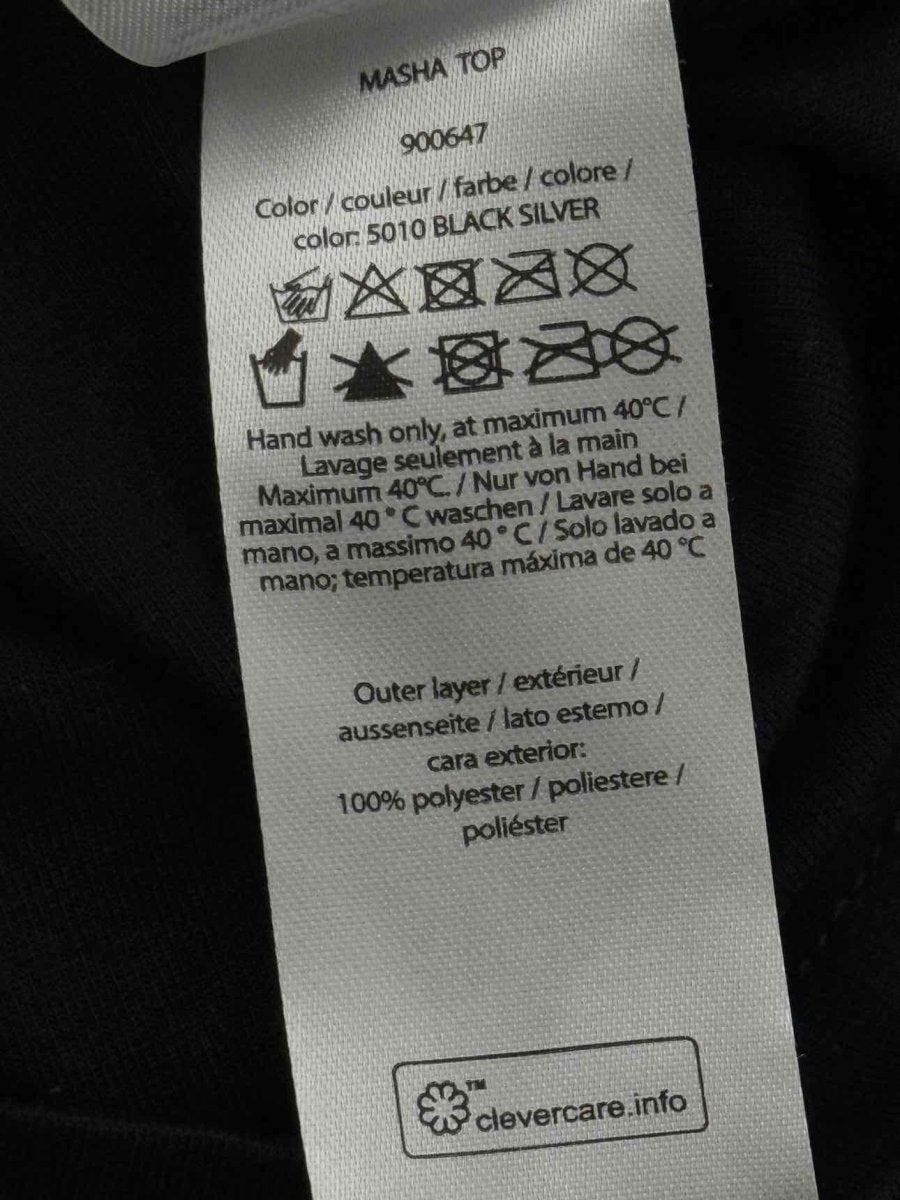 MASHA TOP
900647
Color / couleur / farbe / colore /
color: 5010 BLACK SILVER
Hand wash only, at maximum 40°C /
Lavage seulement à la main
Maximum 40°C. / Nur von Hand bei
maximal 40 ° C waschen / Lavare solo a
mano, a massimo 40 ° C / Solo lavado a
mano; temperatura máxima de 40 °C
Outer layer / extérieur /
aussenseite / lato esterno /
cara exterior:
100% polyester / poliestere /
poliéster
™
clevercare.info